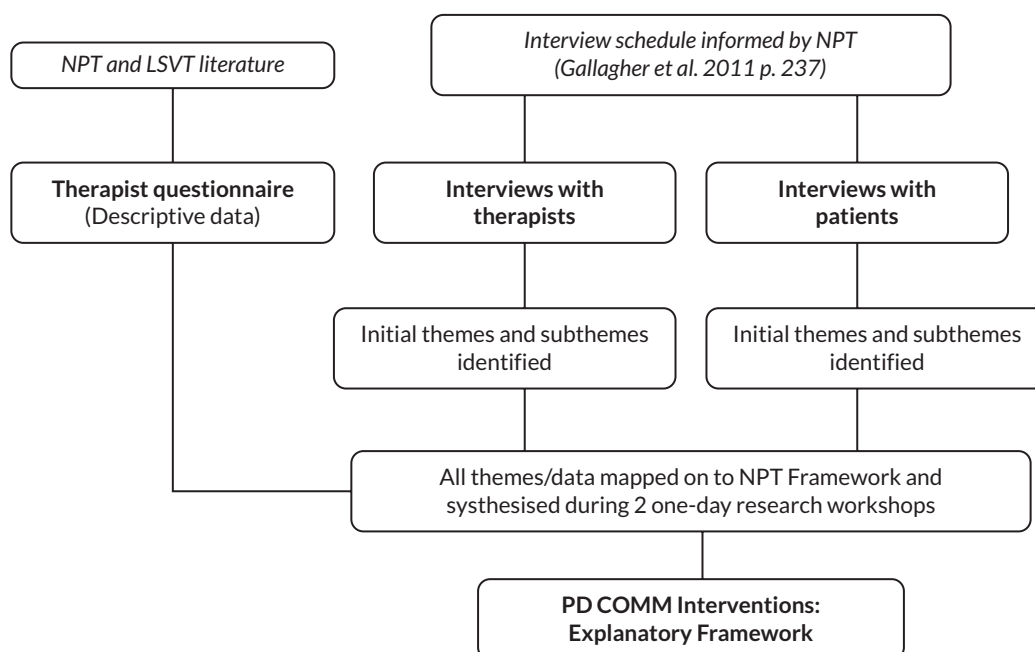 NPT and LSVT literature
Interview schedule informed by NPT
(Gallagher et al. 2011 p. 237)
Therapist questionnaire
(Descriptive data)
Interviews with
therapists
Interviews with
patients
Initial themes and subthemes
identified
Initial themes and subthemes
identified
All themes/data mapped on to NPT Framework and
systhesised during 2 one-day research workshops
PD COMM Interventions:
Explanatory Framework